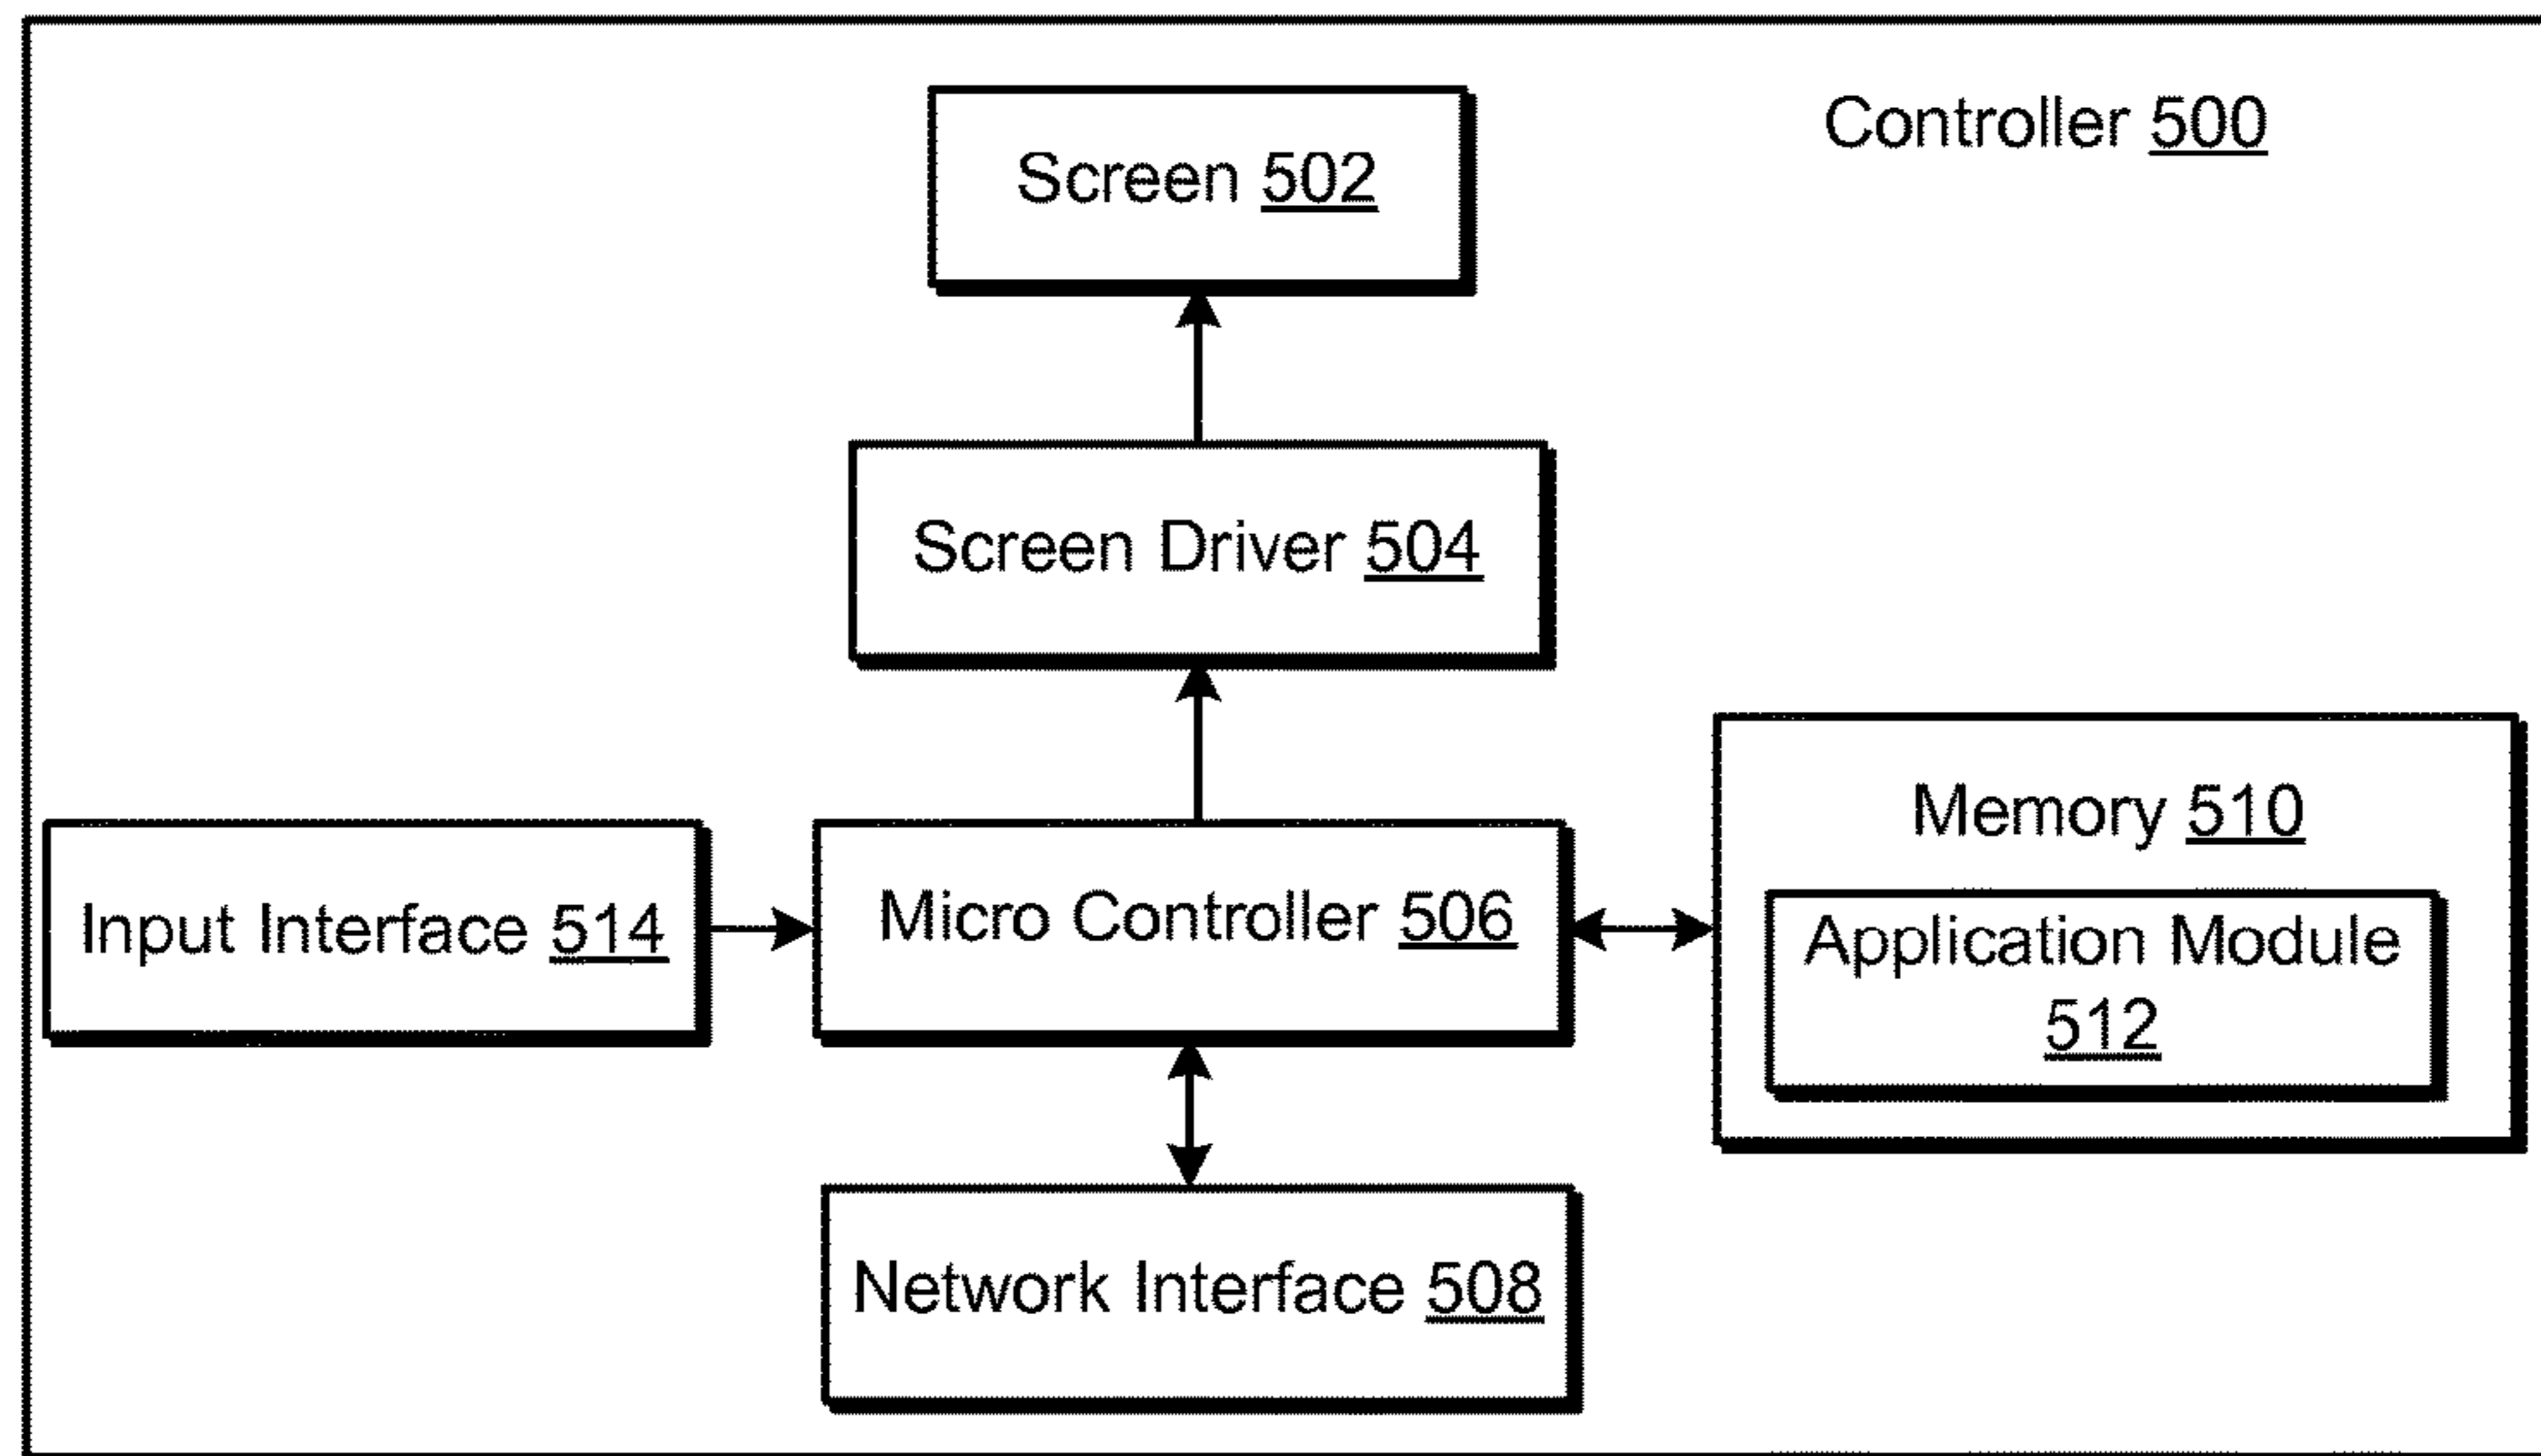 Controller 500
Screen 502
Screen Driver 504
Memory 510
Input Interface 514
Micro Controller 506
Application Module
512
Network Interface 508